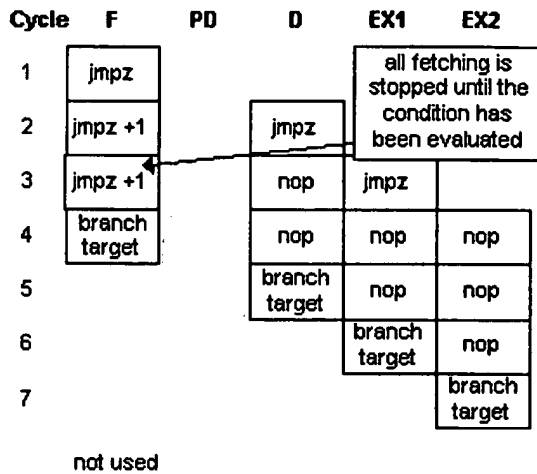 Cycle F PD D EX1 EX2
1 jmpz
all fetching is
stopped until the
condition has
been evaluated
2 jmpz +1 jmpz
3 jmpz +1 nop jmpz
4 branch target nop nop nop
5 branch target nop nop
6 branch target nop
7 branch target
not used